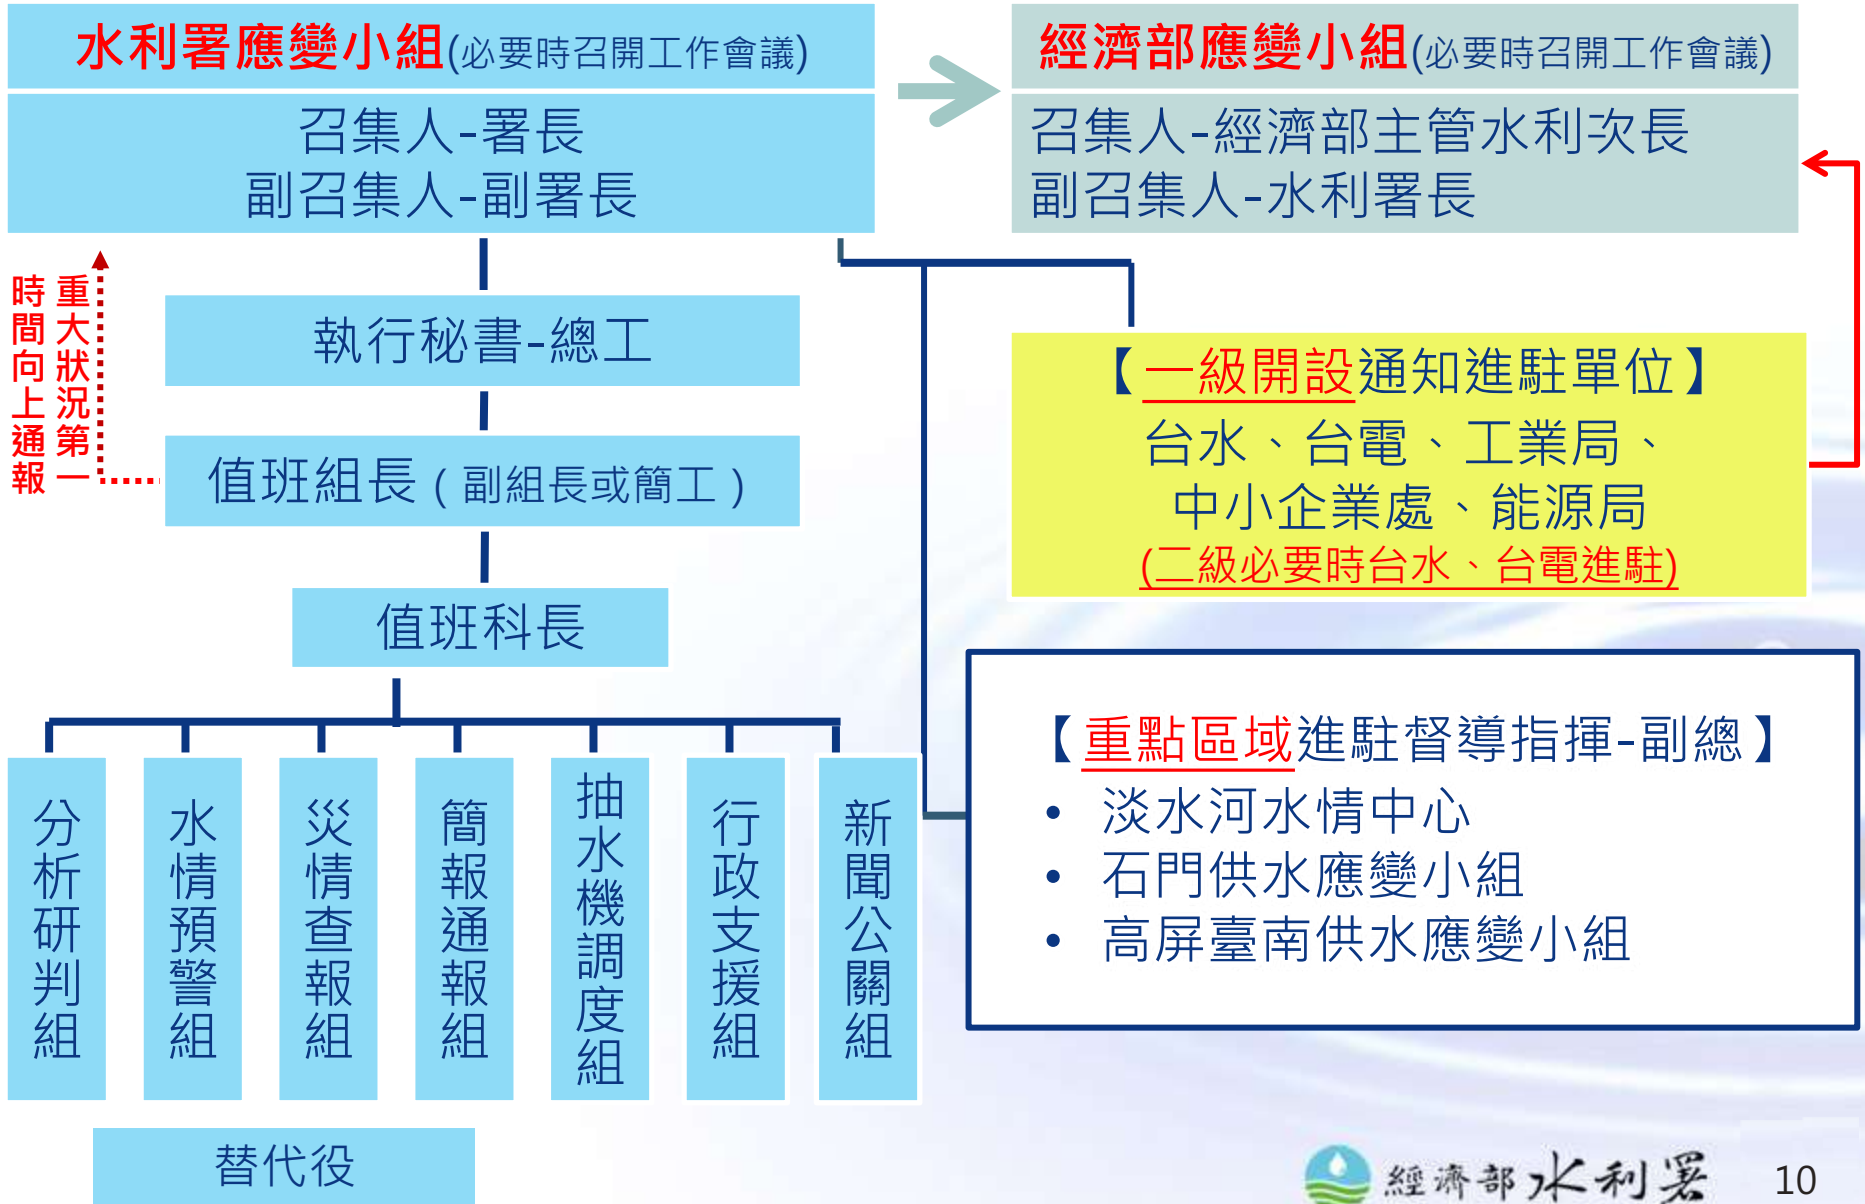 水利署應變小組(必要時召開工作會議)
召集人-署長
副召集人-副署長
經濟部應變小組(必要時召開工作會議)
召集人-經濟部主管水利次長
副召集人-水利署長
重大狀況第一
時間向上通報
執行秘書-總工
值班組長(副組長或簡工)
值班科長
【一級開設通知進駐單位】
台水、台電、工業局、
中小企業處、能源局
(二級必要時台水、台電進駐)
【重點區域進駐督導指揮-副總】
• 淡水河水情中心
• 石門供水應變小組
• 高屏臺南供水應變小組
分析研判組
水情預警組
災情查報組
簡報通報組
抽水機調度組
行政支援組
新聞公關組
替代役
經濟部水利署
10